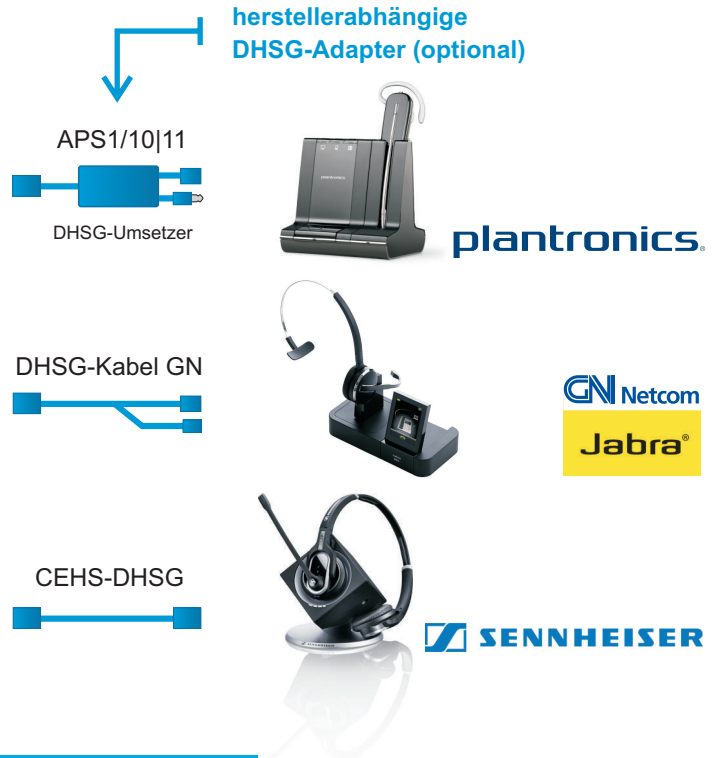 herstellerabhängige
DHSG-Adapter (optional)
APS1/10|11
DHSG-Umsetzer
plantronics.
DHSG-Kabel GN
GN Netcom
Jabra®
CEHS-DHSG
SENNHEISER